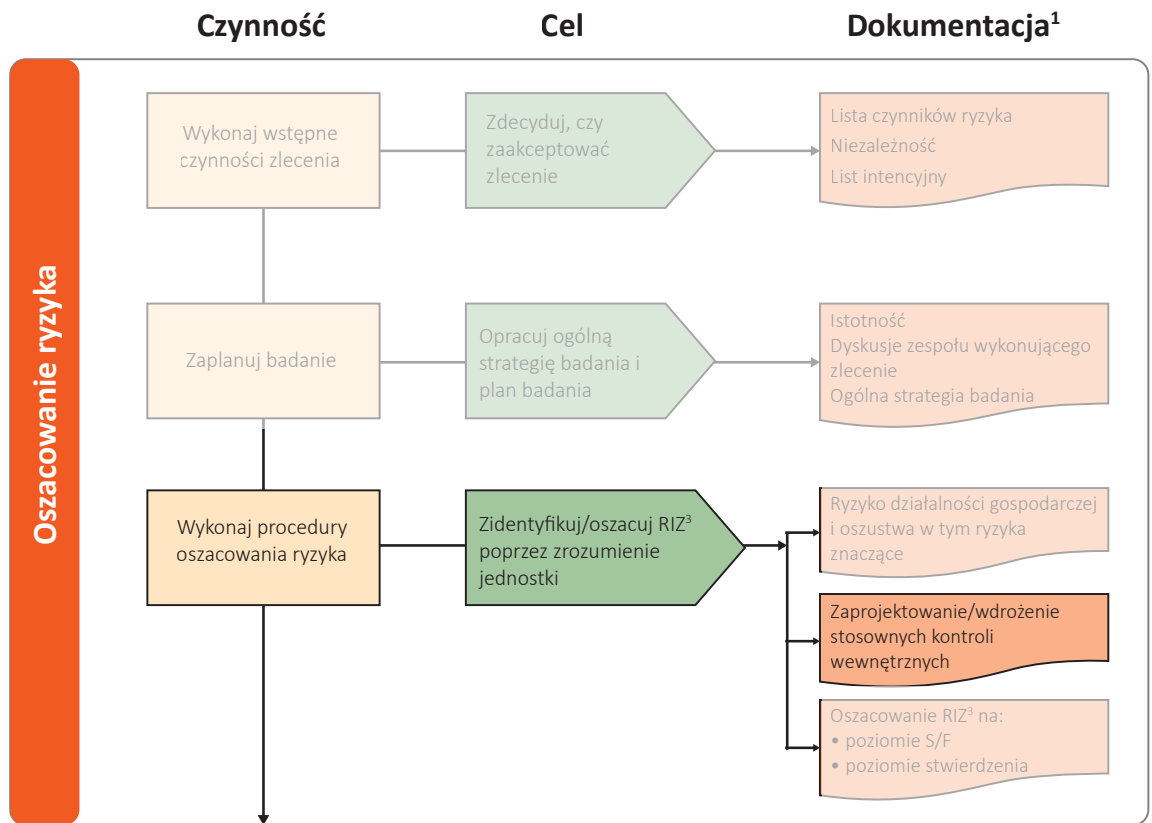 Czynność
Cel
Dokumentacja¹
Oszacowanie ryzyka
Wykonaj wstępne
czynności zlecenia
Zdecyduj, czy
zaakceptować
zlecenie
Lista czynników ryzyka
Niezależność
List intencyjny
Zaplanuj badanie
Opracuj ogólną
strategię badania i
plan badania
Istotność
Dyskusje zespołu wykonującego
zlecenie
Ogólna strategia badania
Wykonaj procedury
oszacowania ryzyka
Zidentyfikuj/oszacuj RIZ³
poprzez zrozumienie
jednostki
Ryzyko działalności gospodarczej
i oszustwa w tym ryzyka
znaczące
Zaprojektowanie/wdrożenie
stosownych kontroli
wewnętrznych
Oszacowanie RIZ³ na:
• poziomie S/F
• poziomie stwierdzenia